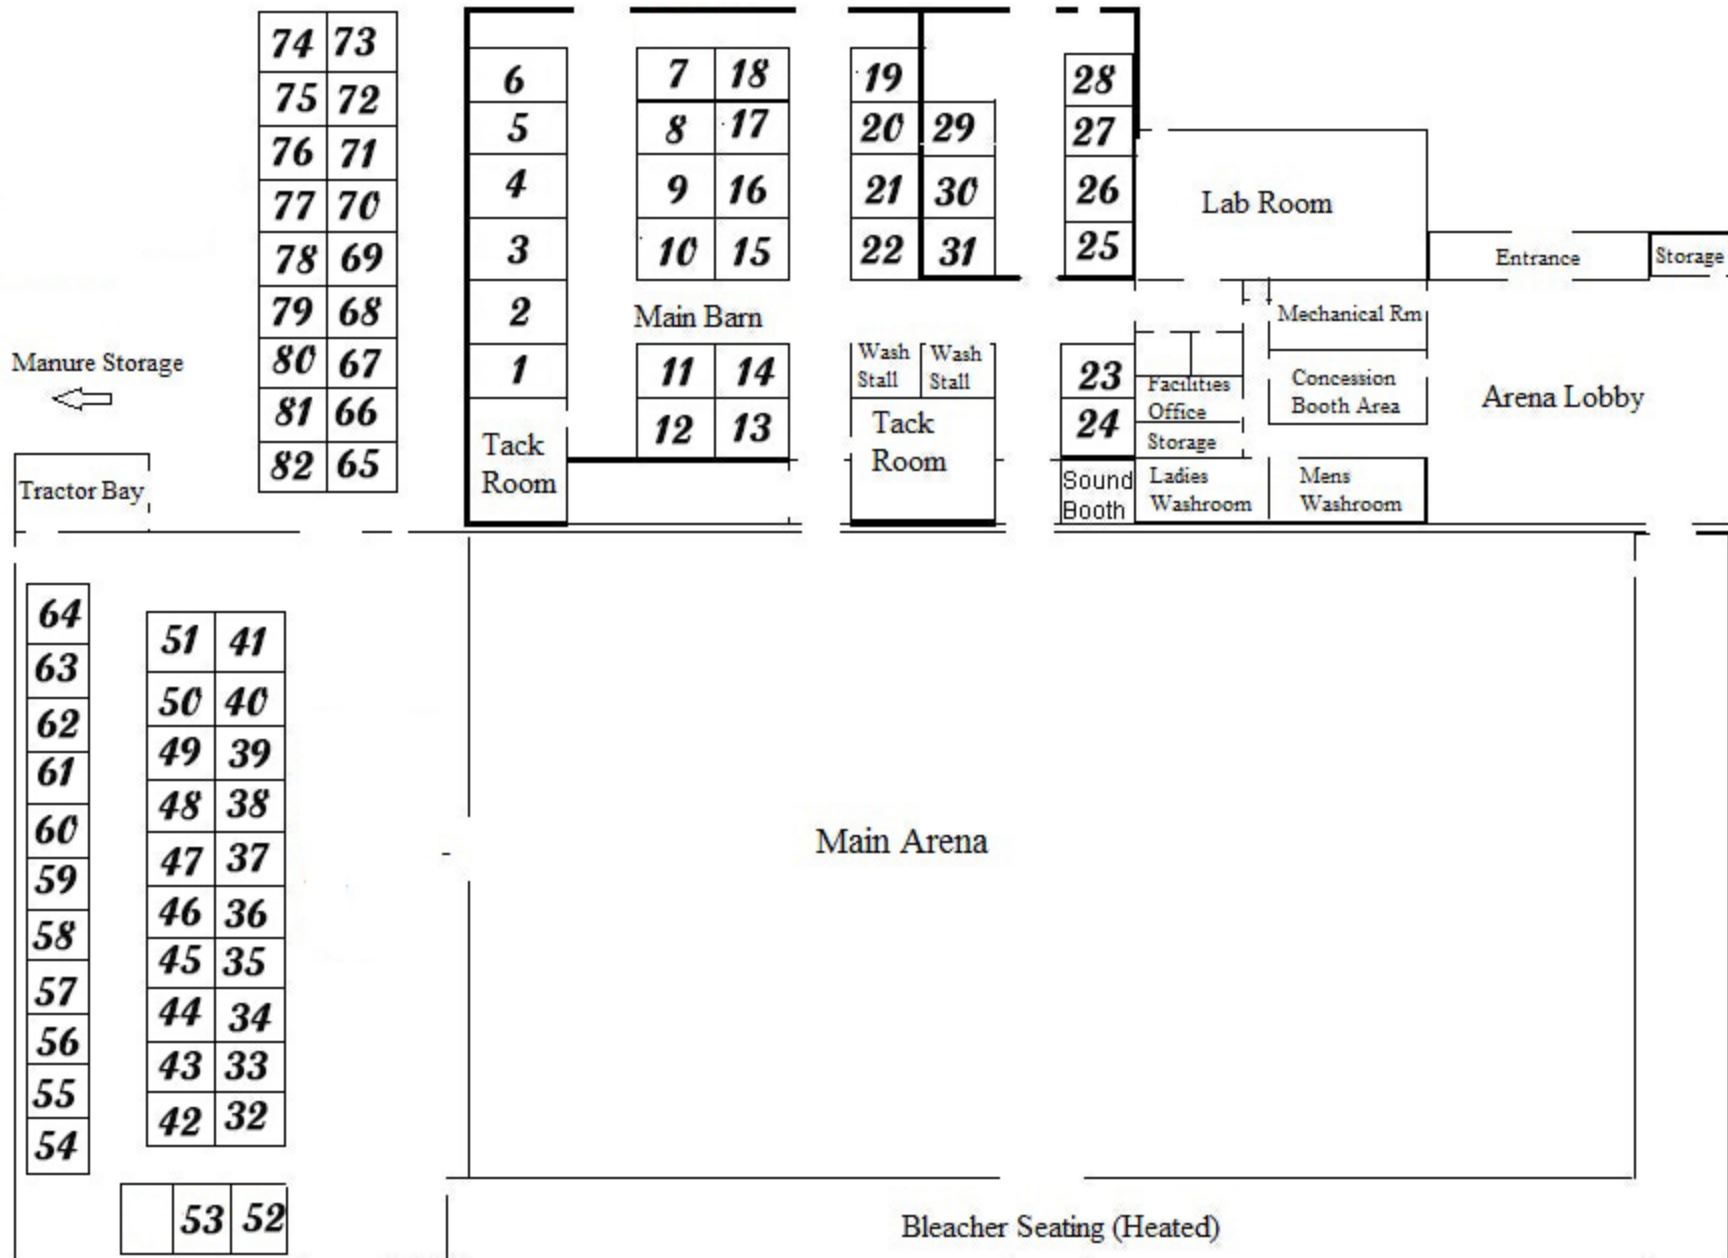 74 73
75 72
76 71
77 70
78 69
79 68
80 67
81 66
82 65
Manure Storage
Tractor Bay
6
5
4
3
2
1
Tack
Room
7 18
8 17
9 16
10 15
Main Barn
11 14
12 13
19
20 29
21 30
22 31
Wash
Stall
Wash
Stall
Tack
Room
28
27
26
25
23
24
Sound
Booth
Lab Room
Entrance
Storage
Mechanical Rm
Facilities
Office
Storage
Concession
Booth Area
Arena Lobby
Ladies
Washroom
Mens
Washroom
64
63
62
61
60
59
58
57
56
55
54
51 41
50 40
49 39
48 38
47 37
46 36
45 35
44 34
43 33
42 32
53 52
Main Arena
Bleacher Seating (Heated)